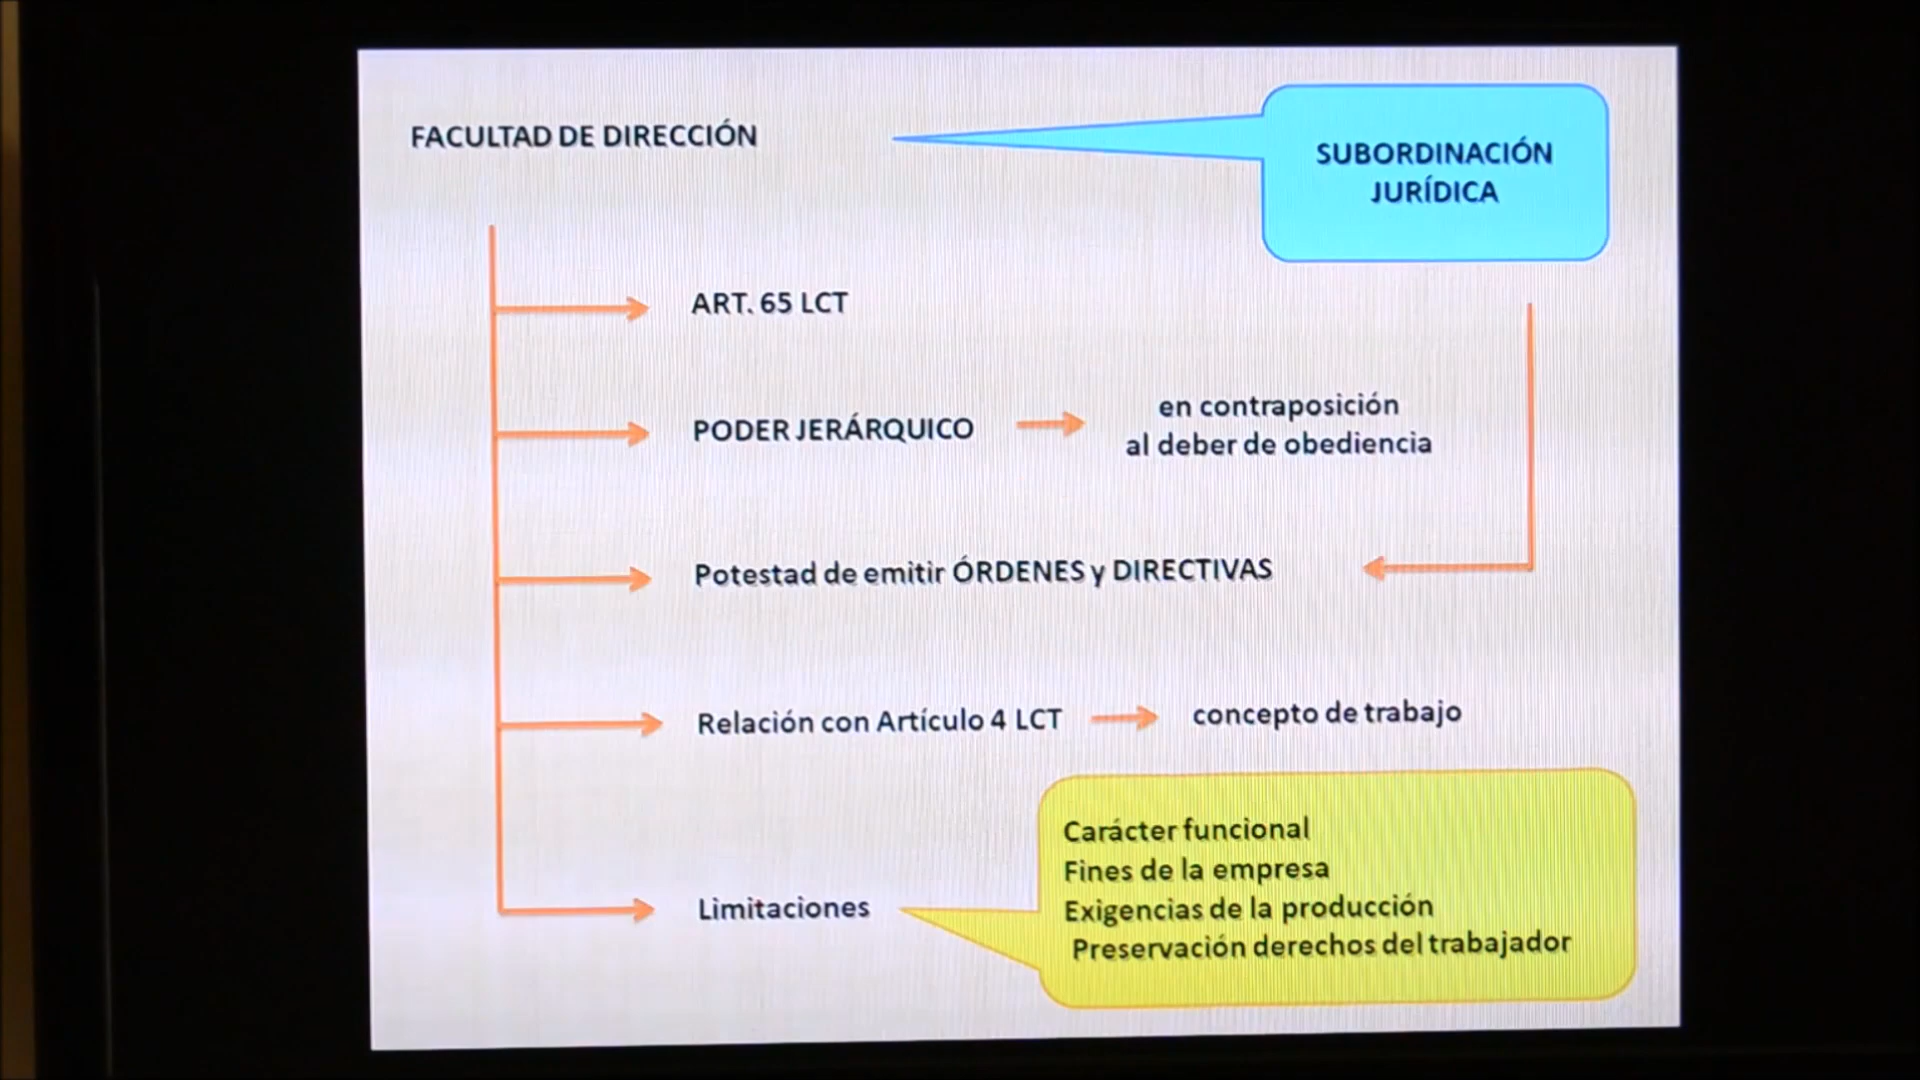 FACULTAD DE DIRECCIÓN
SUBORDINACIÓN
JURÍDICA
ART. 65 LCT
PODER JERÁRQUICO
en contraposición
al deber de obediencia
Potestad de emitir ÓRDENES y DIRECTIVAS
Relación con Artículo 4 LCT
concepto de trabajo
Limitaciones
Carácter funcional
Fines de la empresa
Exigencias de la producción
Preservación derechos del trabajador